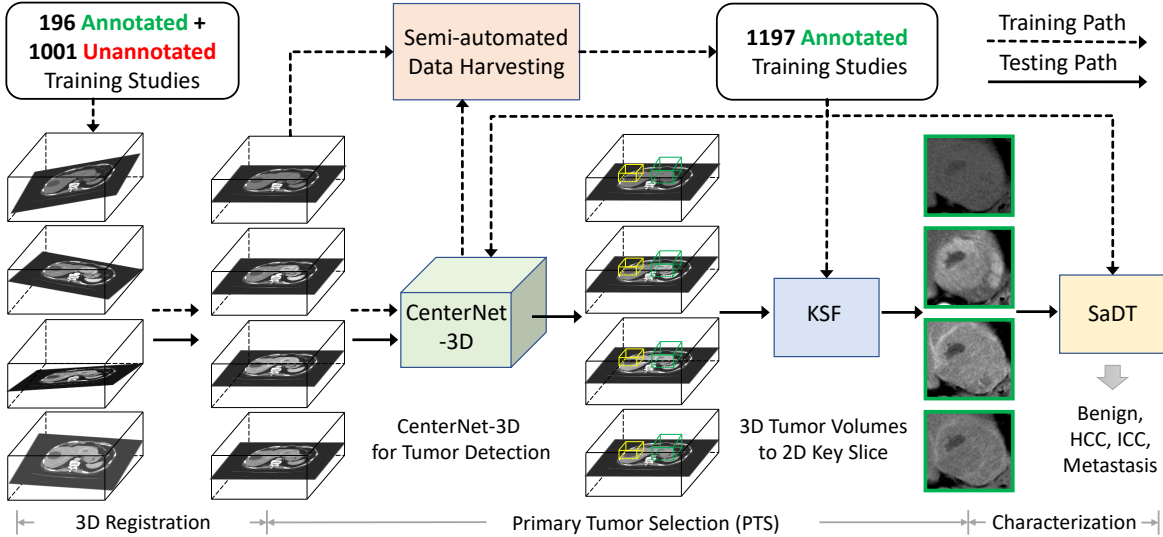 196 Annotated +
1001 Unannotated
Training Studies
Semi-automated
Data Harvesting
1197 Annotated
Training Studies
Training Path
Testing Path
CenterNet
-3D
KSF
SaDT
CenterNet-3D
for Tumor Detection
3D Tumor Volumes
to 2D Key Slice
Benign,
HCC, ICC,
Metastasis
3D Registration
Primary Tumor Selection (PTS)
Characterization